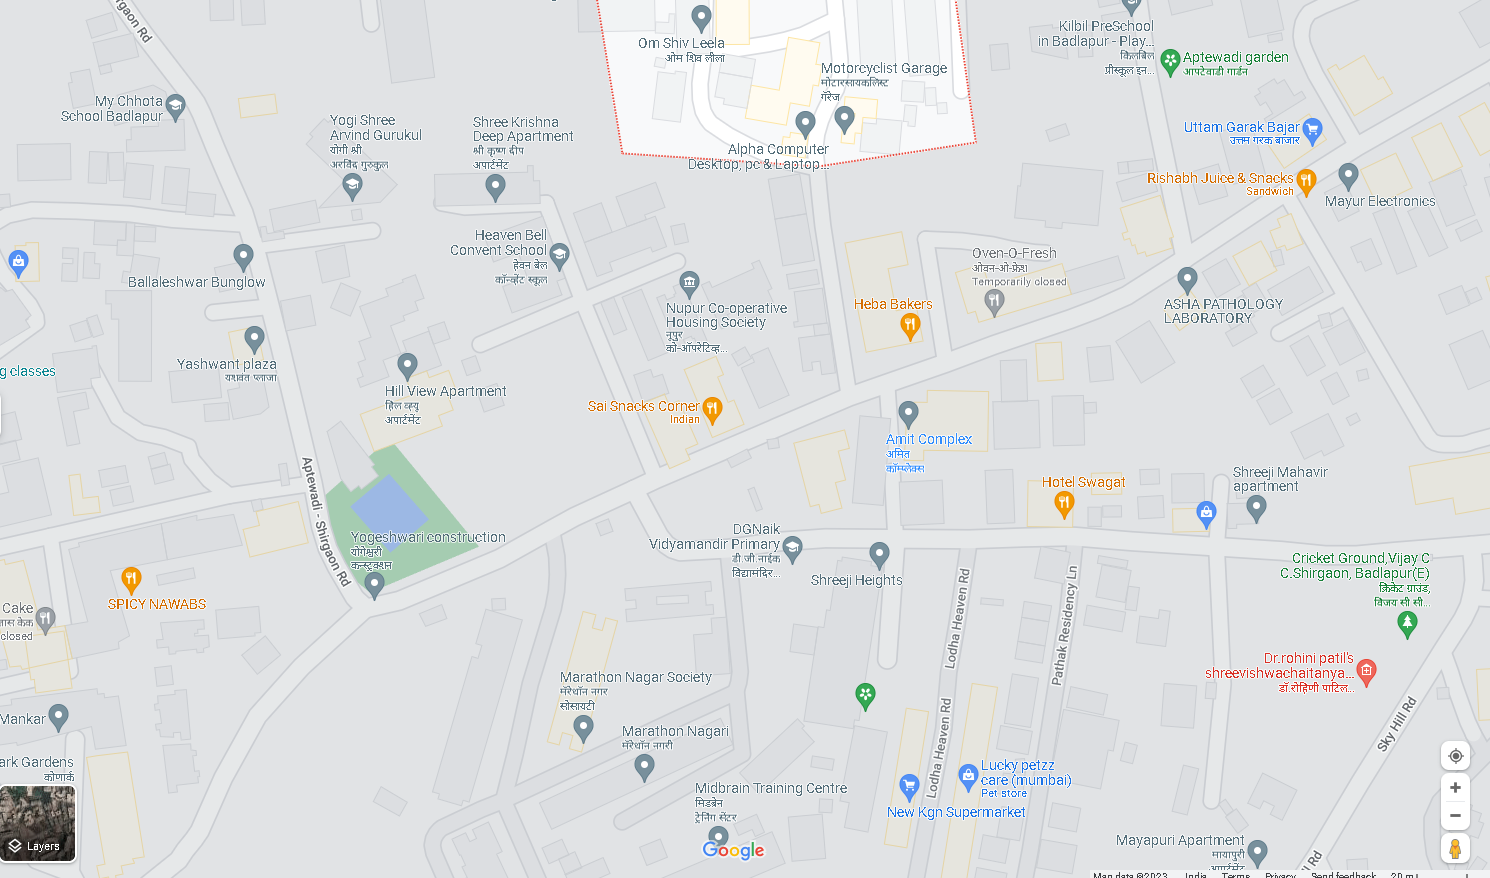 Shirgaon Rd
Om Shiv Leela
ओम शिव लीला
Motorcyclist Garage
मोटारसायकलिस्ट
गॅरेज
Kilbil PreSchool
in Badlapur - Play...
किलबिल
प्रीस्कूल इन...
Aptewadi garden
आपटेवाडी गार्डन
My Chhota
School Badlapur
Yogi Shree
Arvind Gurukul
योगी श्री
अरविंद गुरुकुल
Shree Krishna
Deep Apartment
श्री कृष्ण दीप
अपार्टमेंट
Alpha Computer
Desktop, pc & Laptop...
Uttam Garak Bajar
उत्तम गरक बाजार
Rishabh Juice & Snacks
Sandwich
Mayur Electronics
Heaven Bell
Convent School
हेवन बेल
कॉन्व्हेंट स्कूल
Ballaleshwar Bunglow
Oven-O-Fresh
ओवन-ओ-फ्रेश
Temporarily closed
Nupur Co-operative
Housing Society
नूपुर
को-ऑपरेटिव्ह...
Heba Bakers
ASHA PATHOLOGY
LABORATORY
Yashwant plaza
यशवंत प्लाजा
g classes
Hill View Apartment
हिल व्ह्यु
अपार्टमेंट
Sai Snacks Corner
Indian
Amit Complex
अमित
कॉम्प्लेक्स
Aptewadi - Shirgaon Rd
Hotel Swagat
Shreeji Mahavir
apartment
Yogeshwari construction
योगेश्वरी
कन्स्ट्रक्शन
DGNaik
Vidyamandir Primary
डी.जी.नाईक
विद्यामंदिर...
Shreeji Heights
Cricket Ground,Vijay C
C.Shirgaon, Badlapur(E)
क्रिकेट ग्राउंड,
विजय सी सी...
SPICY NAWABS
Cake
closed
Lodha Heaven Rd
Pathak Residency Ln
Dr.rohini patil's
shreevishwachaitanya...
डॉ.रोहिणी पाटिल...
Marathon Nagar Society
मॅरेथॉन नगर
सोसायटी
Mankar
Marathon Nagari
मॅरेथॉन नगरी
Lodha Heaven Rd
Sky Hill Rd
ark Gardens
कोणार्क
Lucky petzz
care (mumbai)
Pet store
Midbrain Training Centre
मिडब्रेन
ट्रेनिंग सेंटर
New Kgn Supermarket
Mayapuri Apartment
मायापुरी
अपार्टमेंट
Layers
Google
ll Rd
Map data ©2023 India Terms Privacy Send feedback 20 m